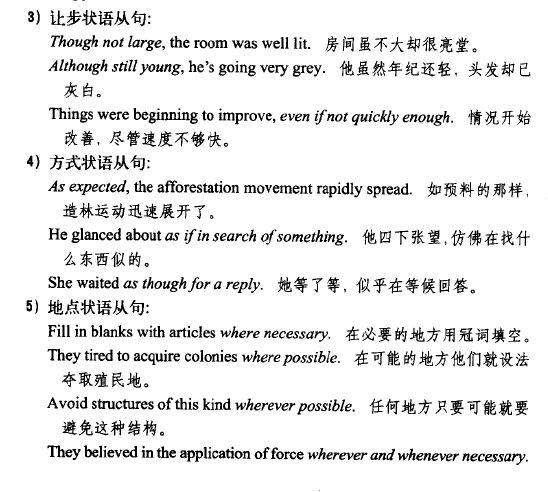 3）让步状语从句:
Though not large, the room was well lit. 房间虽不大却很亮堂。
Although still young, he's going very grey. 他虽然年纪还轻，头发却已
灰白。
Things were beginning to improve, even if not quickly enough. 情况开始
改善，尽管速度不够快。
4）方式状语从句:
As expected, the afforestation movement rapidly spread. 如预料的那样，
造林运动迅速展开了。
He glanced about as if in search of something. 他四下张望，仿佛在找什
么东西似的。
She waited as though for a reply. 她等了等，似乎在等候回答。
5）地点状语从句:
Fill in blanks with articles where necessary. 在必要的地方用冠词填空。
They tired to acquire colonies where possible. 在可能的地方他们就设法
夺取殖民地。
Avoid structures of this kind wherever possible. 任何地方只要可能就要
避免这种结构。
They believed in the application of force wherever and whenever necessary.